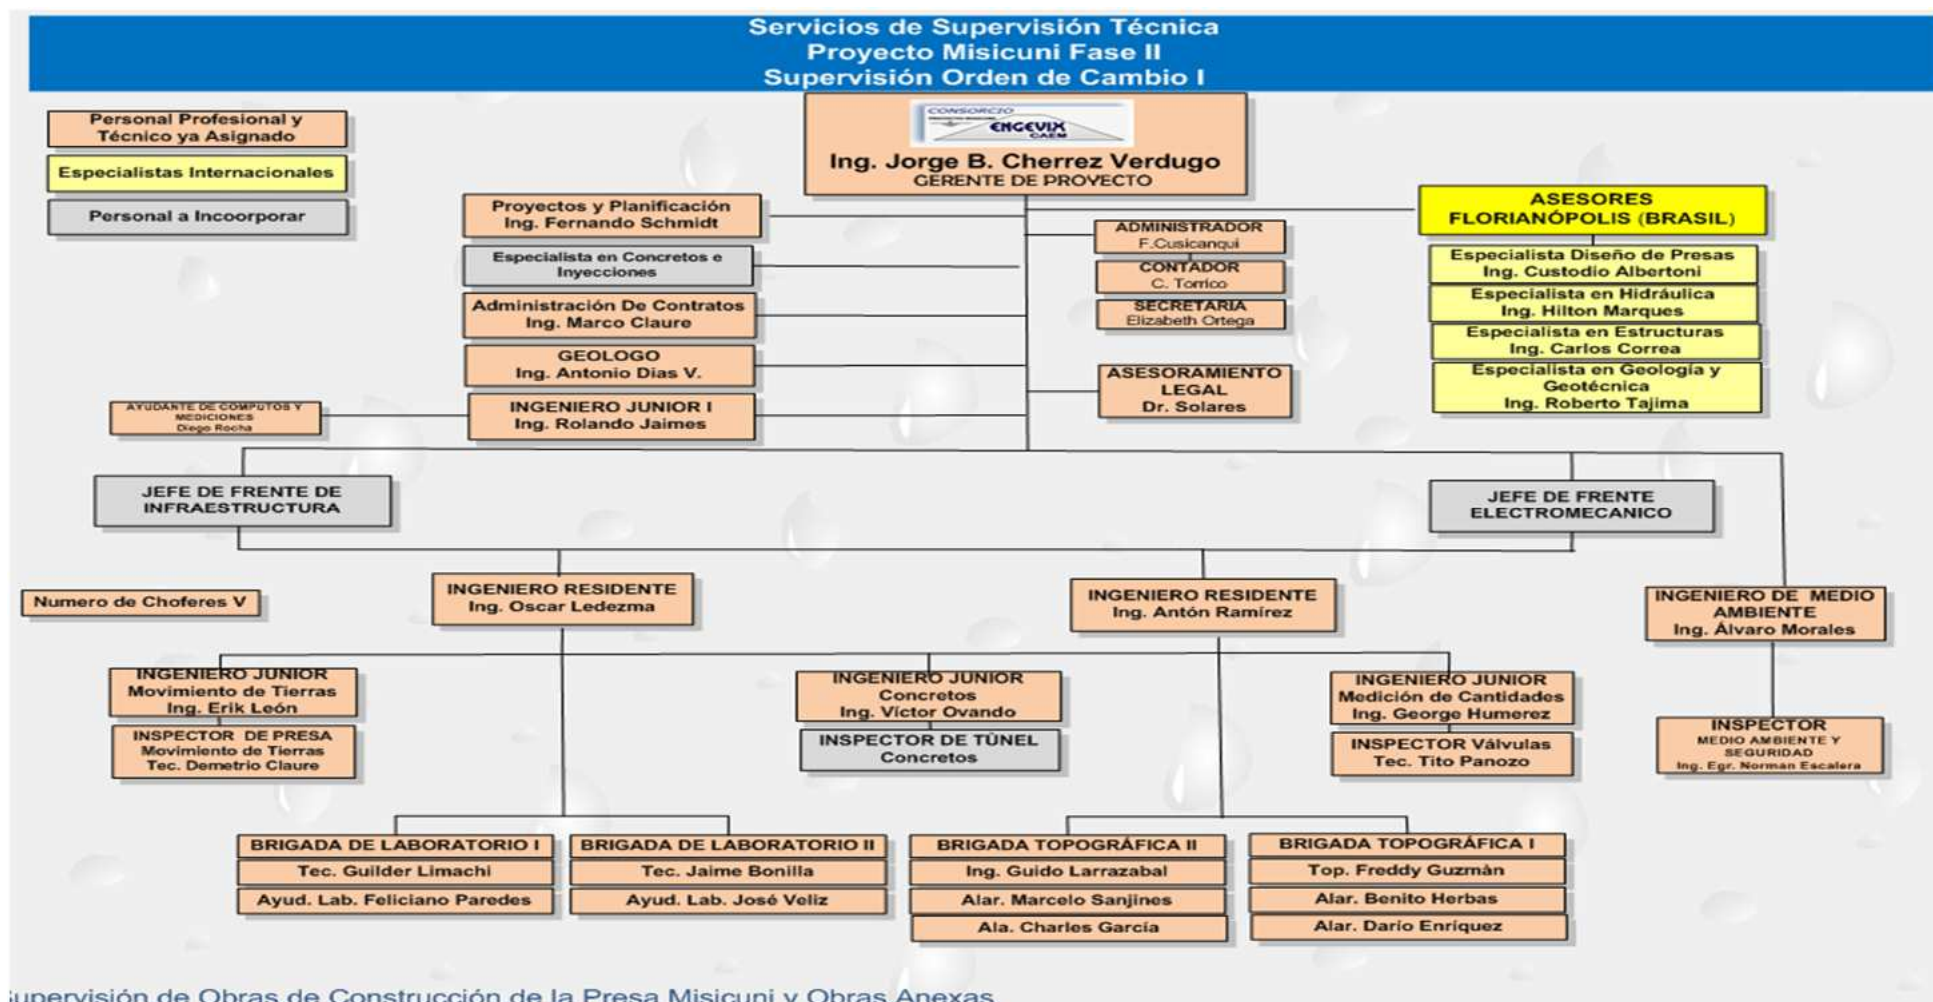 Servicios de Supervisión Técnica
Proyecto Misicuni Fase II
Supervisión Orden de Cambio I
Personal Profesional y
Técnico ya Asignado
Especialistas Internacionales
Personal a Incoorporar
CONSORCIO
ENGEVIX
CAEM
Ing. Jorge B. Cherrez Verdugo
GERENTE DE PROYECTO
Proyectos y Planificación
Ing. Fernando Schmidt
Especialista en Concretos e
Inyecciones
Administración De Contratos
Ing. Marco Claure
GEOLOGO
Ing. Antonio Dias V.
INGENIERO JUNIOR I
Ing. Rolando Jaimes
AYUDANTE DE COMPUTOS Y
MEDICIONES
Diego Rocha
ADMINISTRADOR
F.Cusicanqui
CONTADOR
C. Torrico
SECRETARIA
Elizabeth Ortega
ASESORAMIENTO
LEGAL
Dr. Solares
ASESORES
FLORIANÓPOLIS (BRASIL)
Especialista Diseño de Presas
Ing. Custodio Albertoni
Especialista en Hidráulica
Ing. Hilton Marques
Especialista en Estructuras
Ing. Carlos Correa
Especialista en Geología y
Geotécnica
Ing. Roberto Tajima
JEFE DE FRENTE DE
INFRAESTRUCTURA
JEFE DE FRENTE
ELECTROMECANICO
Numero de Choferes V
INGENIERO RESIDENTE
Ing. Oscar Ledezma
INGENIERO RESIDENTE
Ing. Antón Ramírez
INGENIERO DE MEDIO
AMBIENTE
Ing. Álvaro Morales
INGENIERO JUNIOR
Movimiento de Tierras
Ing. Erik León
INSPECTOR DE PRESA
Movimiento de Tierras
Tec. Demetrio Claure
INGENIERO JUNIOR
Concretos
Ing. Víctor Ovando
INSPECTOR DE TÙNEL
Concretos
INGENIERO JUNIOR
Medición de Cantidades
Ing. George Humerez
INSPECTOR Válvulas
Tec. Tito Panozo
INSPECTOR
MEDIO AMBIENTE Y
SEGURIDAD
Ing. Egr. Norman Escalera
BRIGADA DE LABORATORIO I
Tec. Guilder Limachi
Ayud. Lab. Feliciano Paredes
BRIGADA DE LABORATORIO II
Tec. Jaime Bonilla
Ayud. Lab. José Veliz
BRIGADA TOPOGRÁFICA II
Ing. Guido Larrazabal
Alar. Marcelo Sanjines
Ala. Charles García
BRIGADA TOPOGRÁFICA I
Top. Freddy Guzmàn
Alar. Benito Herbas
Alar. Darío Enríquez
Supervisión de Obras de Construcción de la Presa Misicuni y Obras Anexas